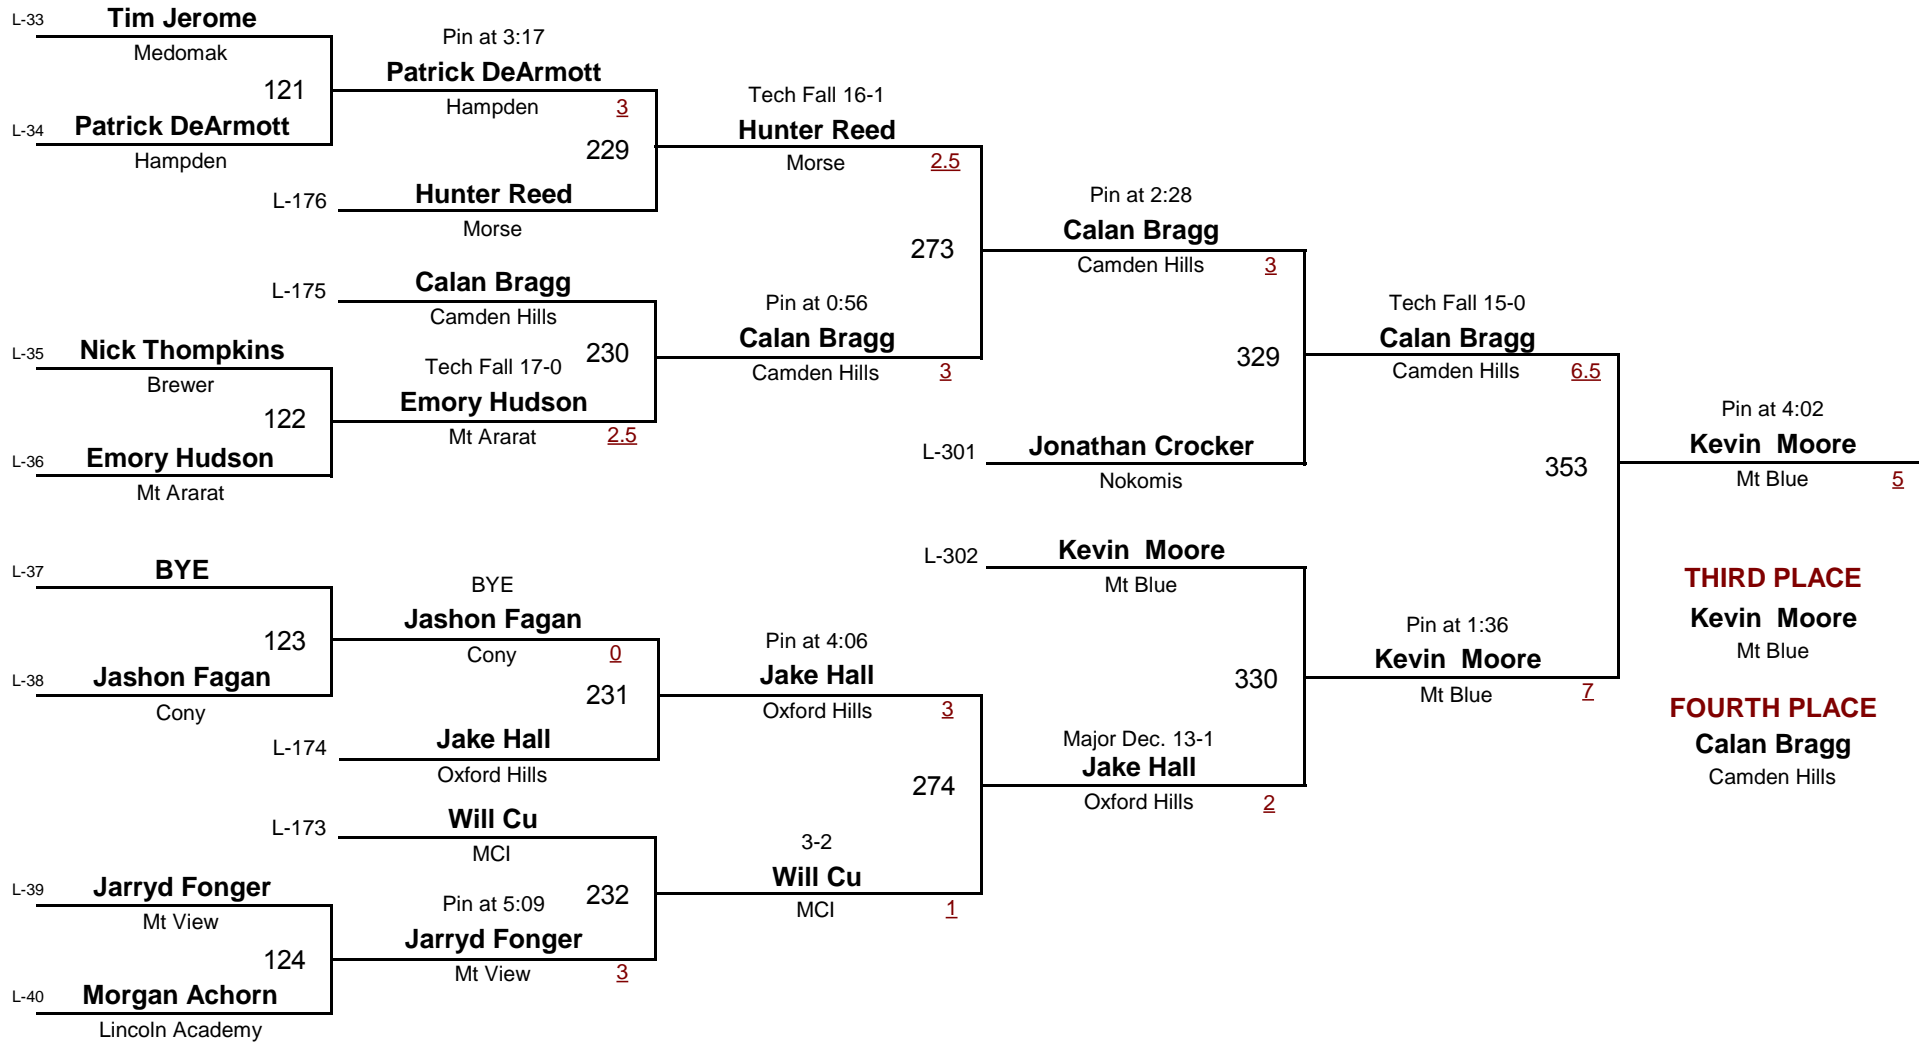 L-33 Tim Jerome
Medomak
121
L-34 Patrick DeArmott
Hampden
L-35 Nick Thompkins
Brewer
122
L-36 Emory Hudson
Mt Ararat
L-37 BYE
123
L-38 Jashon Fagan
Cony
L-39 Jarryd Fonger
Mt View
124
L-40 Morgan Achorn
Lincoln Academy
Pin at 3:17
Patrick DeArmott
Hampden 3
229
L-176 Hunter Reed
Morse
L-175 Calan Bragg
Camden Hills
230
Tech Fall 17-0
Emory Hudson
Mt Ararat 2.5
BYE
Jashon Fagan
Cony 0
231
L-174 Jake Hall
Oxford Hills
L-173 Will Cu
MCI
232
Pin at 5:09
Jarryd Fonger
Mt View 3
Tech Fall 16-1
Hunter Reed
Morse 2.5
273
Pin at 0:56
Calan Bragg
Camden Hills 3
Pin at 4:06
Jake Hall
Oxford Hills 3
274
3-2
Will Cu
MCI 1
Pin at 2:28
Calan Bragg
Camden Hills 3
329
L-301 Jonathan Crocker
Nokomis
L-302 Kevin  Moore
Mt Blue
330
Major Dec. 13-1
Jake Hall
Oxford Hills 2
Tech Fall 15-0
Calan Bragg
Camden Hills 6.5
353
Pin at 1:36
Kevin  Moore
Mt Blue 7
Pin at 4:02
Kevin  Moore
Mt Blue 5
THIRD PLACE
Kevin  Moore
Mt Blue
FOURTH PLACE
Calan Bragg
Camden Hills